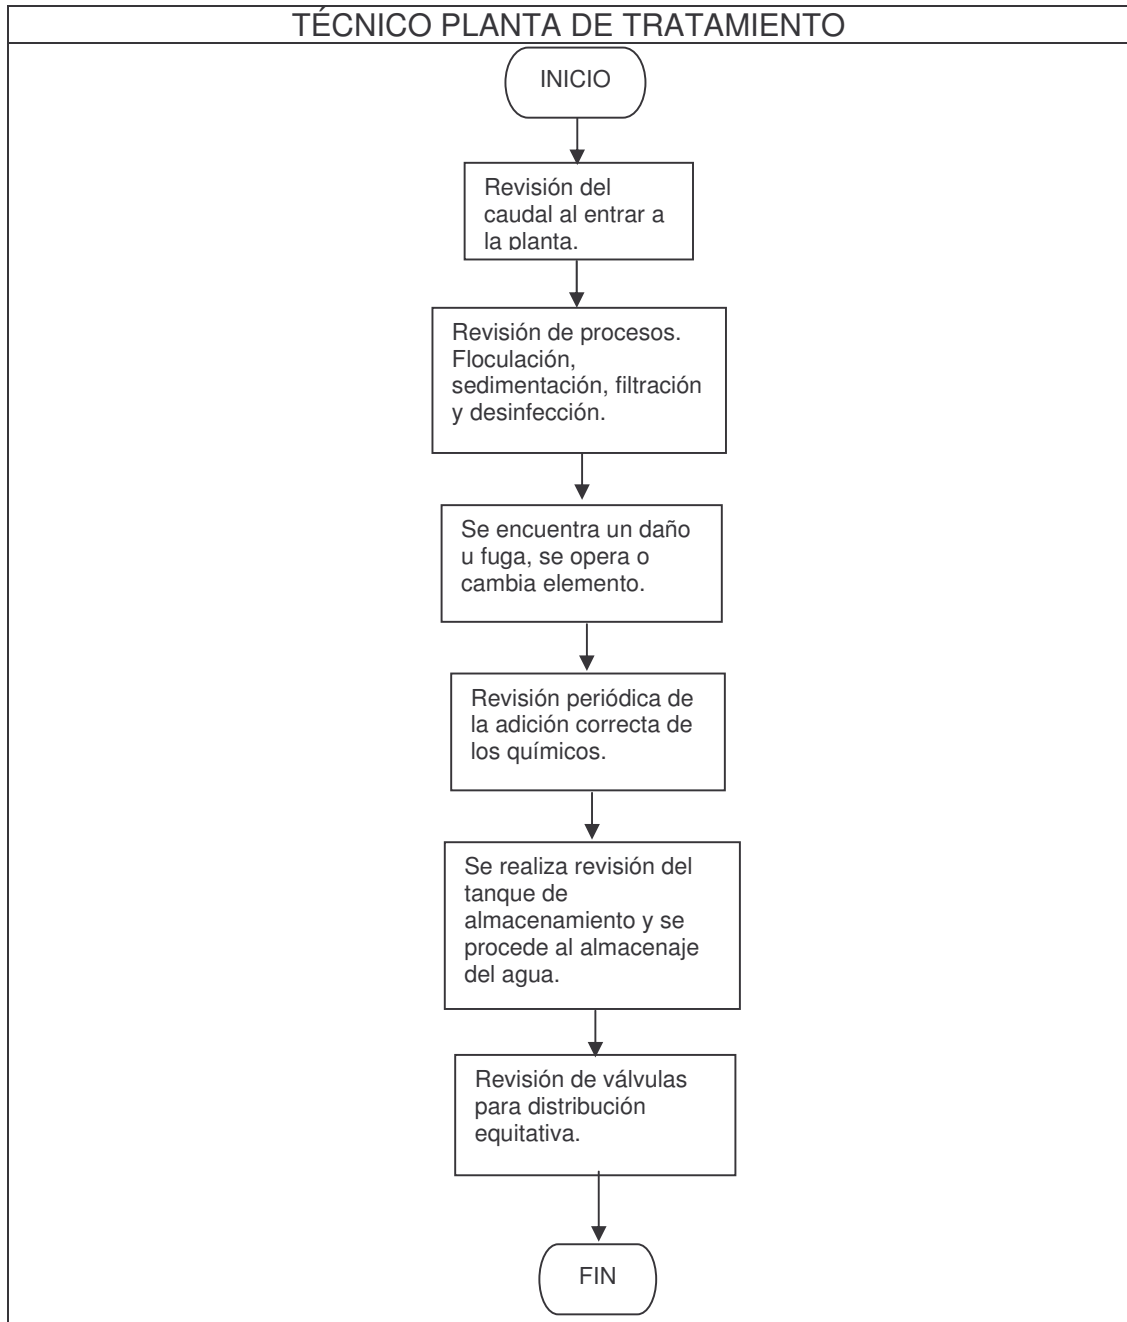 TÉCNICO PLANTA DE TRATAMIENTO
INICIO
Revisión del
caudal al entrar a
la planta.
Revisión de procesos.
Floculación,
sedimentación, filtración
y desinfección.
Se encuentra un daño
u fuga, se opera o
cambia elemento.
Revisión periódica de
la adición correcta de
los químicos.
Se realiza revisión del
tanque de
almacenamiento y se
procede al almacenaje
del agua.
Revisión de válvulas
para distribución
equitativa.
FIN